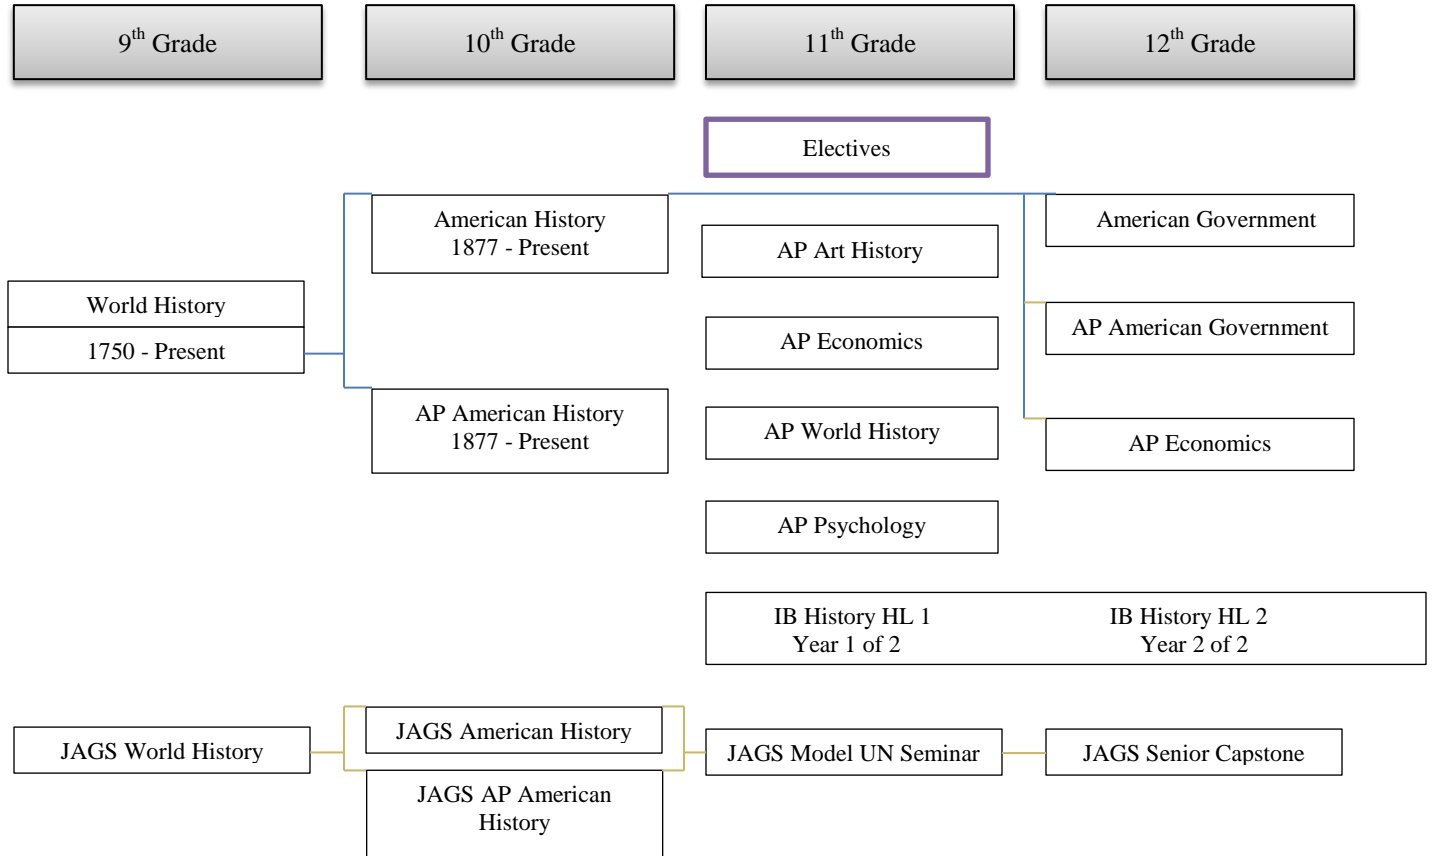 9th Grade
10th Grade
11th Grade
12th Grade
Electives
American History
1877 - Present
American Government
AP Art History
World History
1750 - Present
AP Economics
AP American Government
AP American History
1877 - Present
AP World History
AP Economics
AP Psychology
IB History HL 1
Year 1 of 2
IB History HL 2
Year 2 of 2
JAGS World History
JAGS American History
JAGS AP American
History
JAGS Model UN Seminar
JAGS Senior Capstone